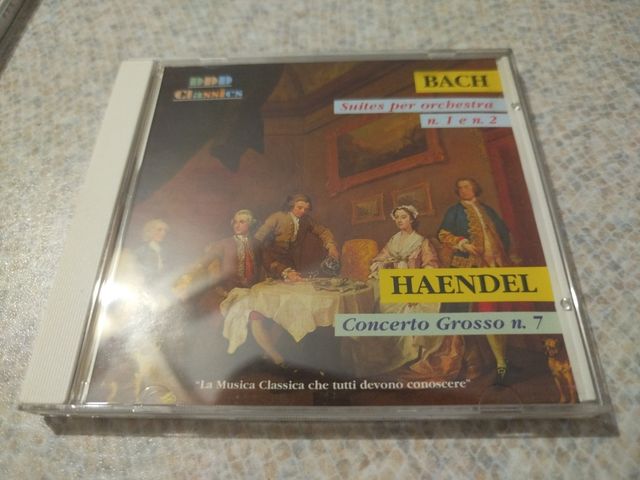 DDD
Classics
BACH
Suites per orchestra
n. 1 e n. 2
HAENDEL
Concerto Grosso n. 7
"La Musica Classica che tutti devono conoscere"